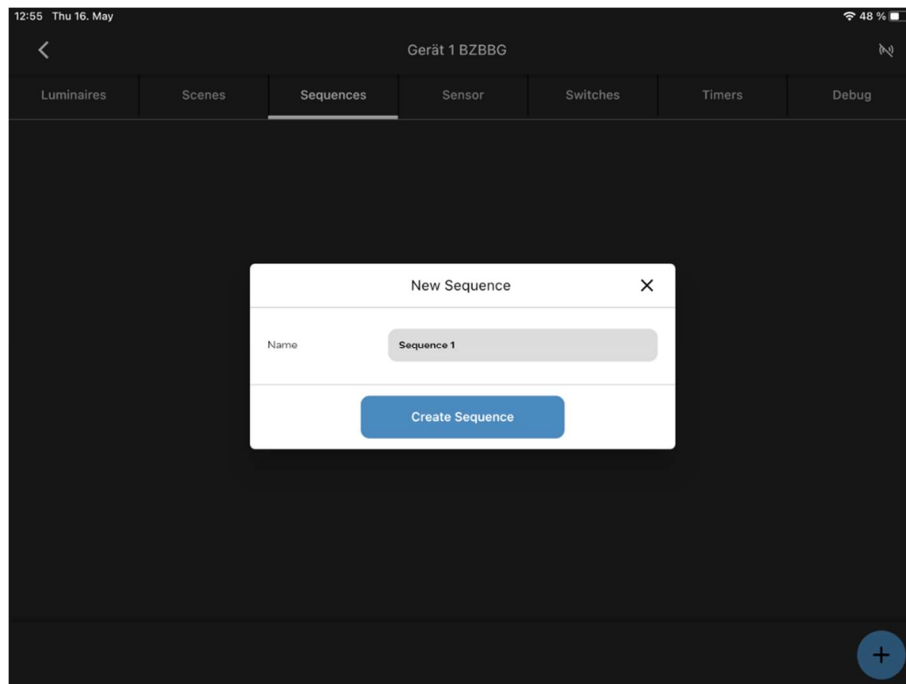 12:55 Thu 16. May 48 %
Gerät 1 BZBBG
Luminaires Scenes Sequences Sensor Switches Timers Debug
New Sequence
Name Sequence 1
Create Sequence